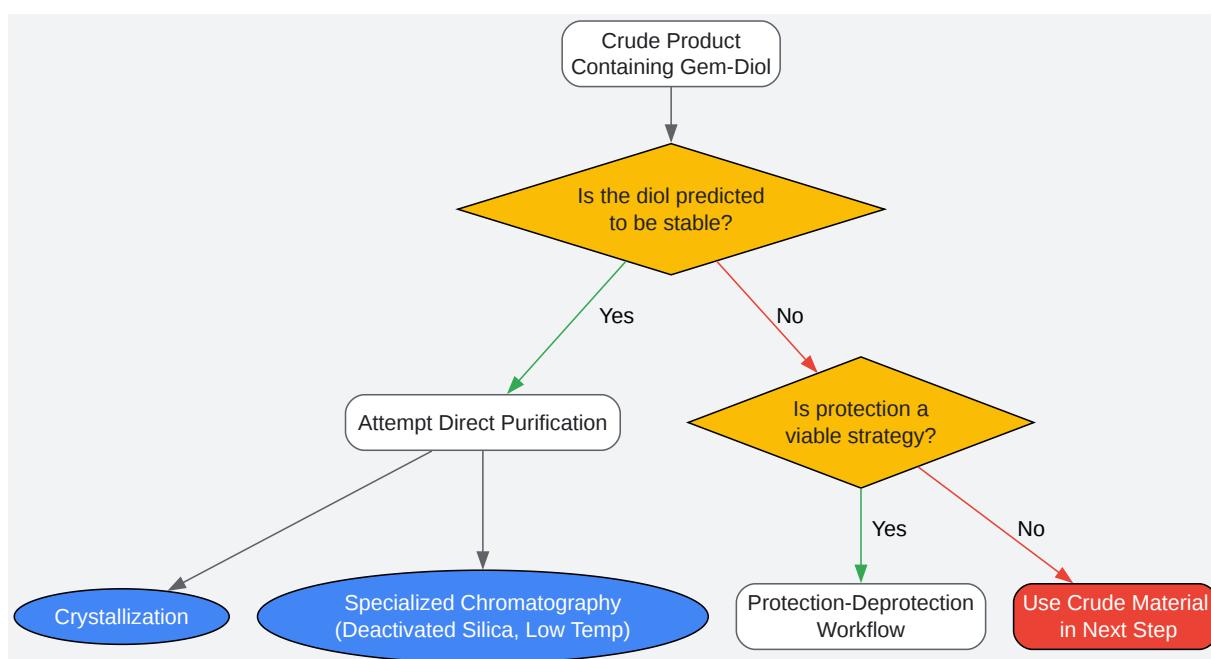 Crude Product
Containing Gem-Diol
Is the diol predicted
to be stable?
Yes
No
Attempt Direct Purification
Is protection a
viable strategy?
Yes
No
Crystallization
Specialized Chromatography
(Deactivated Silica, Low Temp)
Protection-Deprotection
Workflow
Use Crude Material
in Next Step